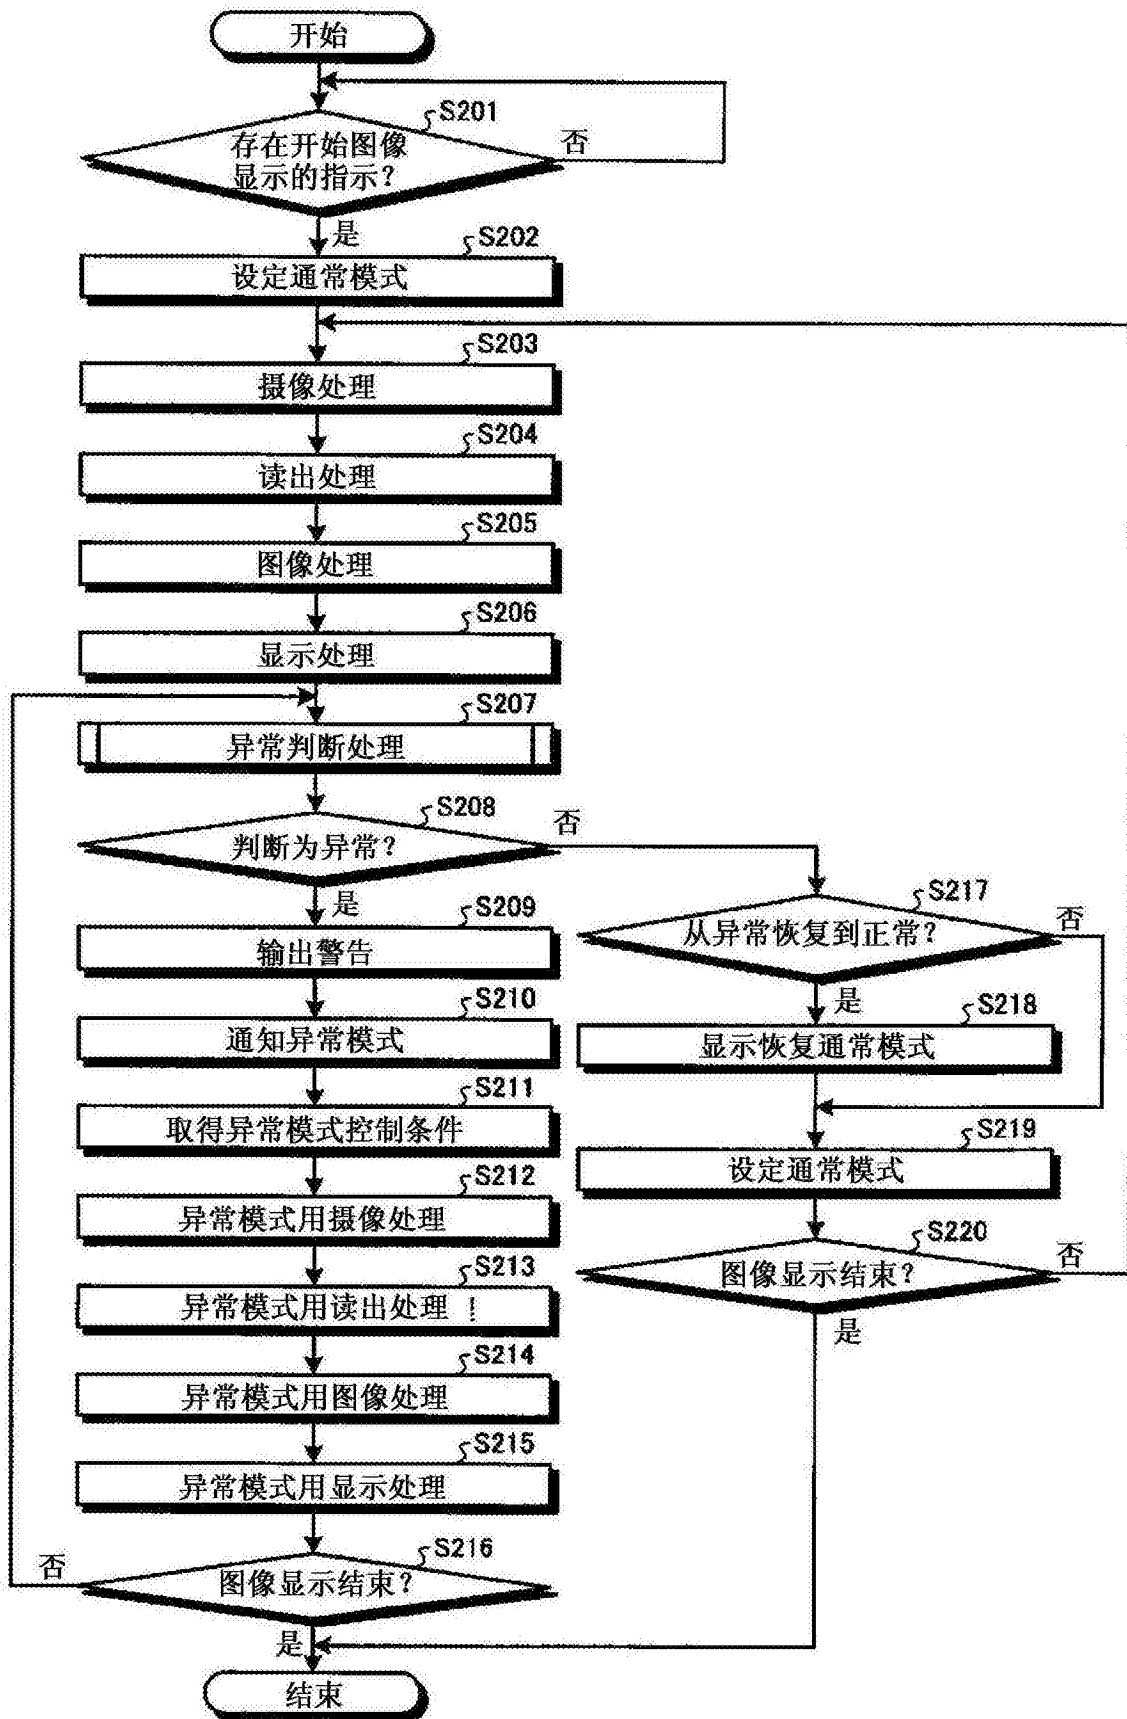 开始
S201
存在开始图像
显示的指示？
否
是
S202
设定通常模式
S203
摄像处理
S204
读出处理
S205
图像处理
S206
显示处理
S207
异常判断处理
S208
判断为异常？
否
是
S209
输出警告
S210
通知异常模式
S211
取得异常模式控制条件
S212
异常模式用摄像处理
S213
异常模式用读出处理
S214
异常模式用图像处理
S215
异常模式用显示处理
S216
图像显示结束？
否
是
S217
从异常恢复到正常？
否
是
S218
显示恢复通常模式
S219
设定通常模式
S220
图像显示结束？
否
是
结束